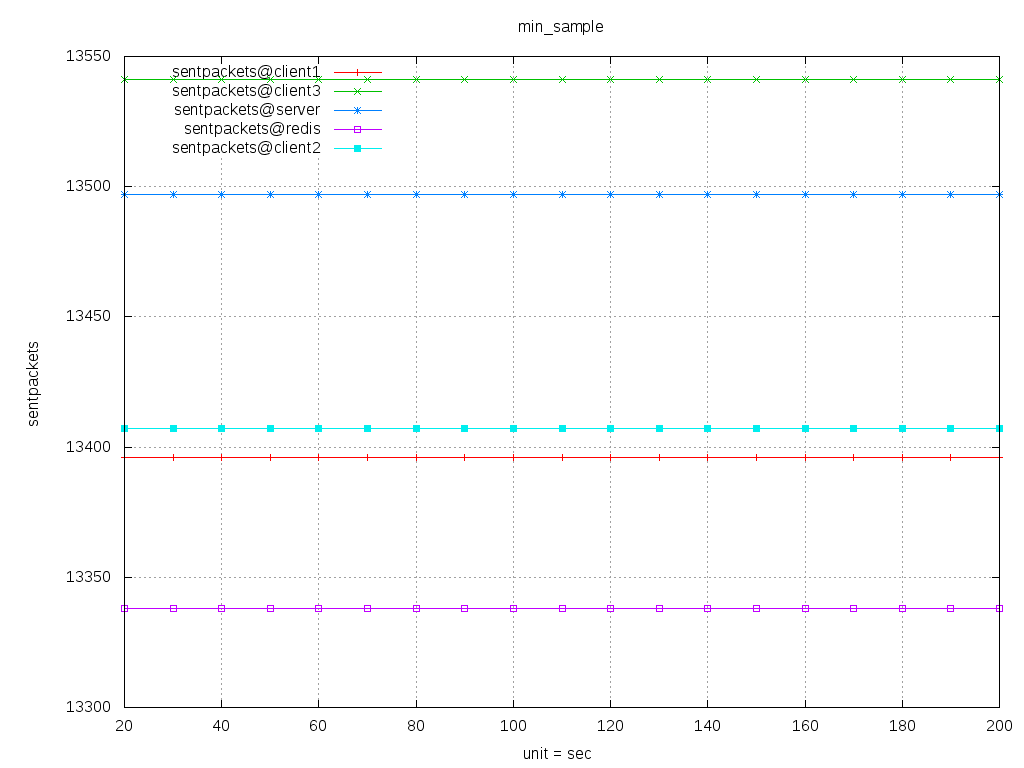 min_sample
13550
13500
13450
13400
13350
13300
sentpackets
sentpackets@client1
sentpackets@client3
sentpackets@server
sentpackets@redis
sentpackets@client2
20 40 60 80 100 120 140 160 180 200
unit = sec